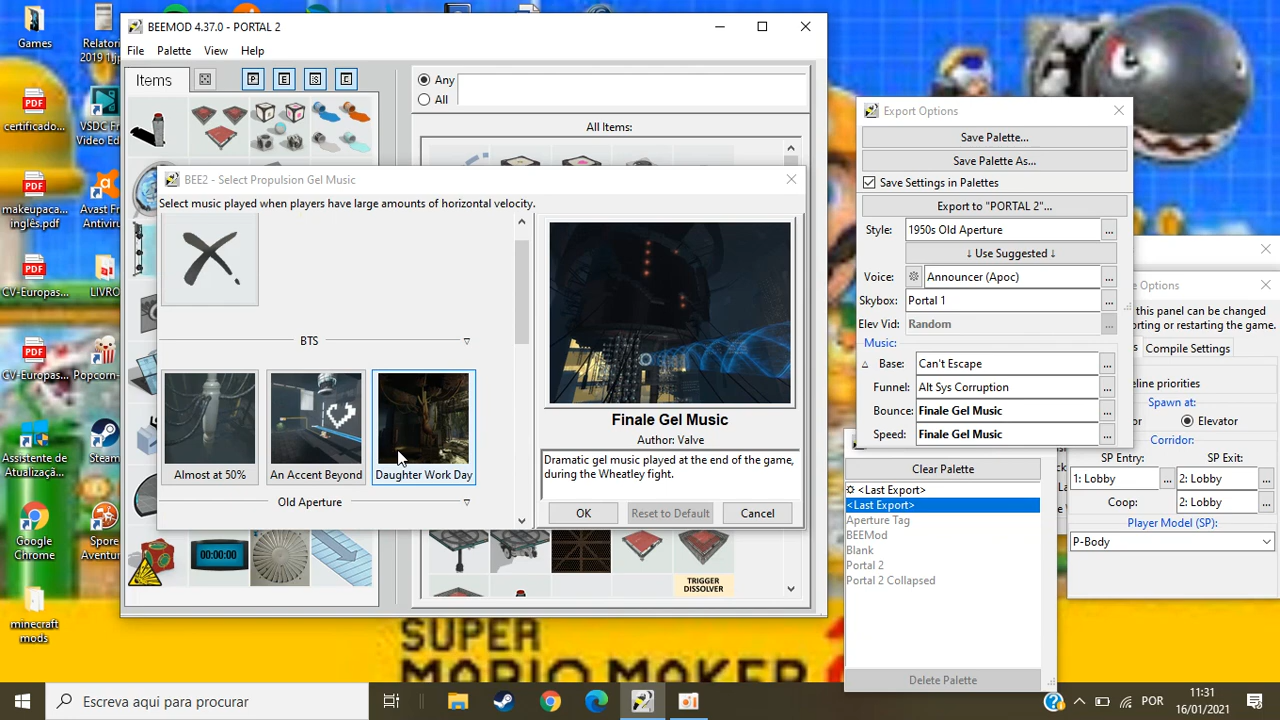 Games
Relatori
2019 1.j
certificado...
VSDC Fr
Video Ed
makeupaca...
inglês.pdf
Avast Fr
Antivíru
CV-Europas...
LIVRO
CV-Europas...
Popcorn-
Assistente de
Atualização...
Steam
Google
Chrome
Spore
Aventur
minecraft
mods
BEEMOD 4.37.0 - PORTAL 2
File Palette View Help
Items
P E S C
Any
All
All Items:
BEE2 - Select Propulsion Gel Music
Select music played when players have large amounts of horizontal velocity.
BTS
Almost at 50%
An Accent Beyond
Daughter Work Day
Old Aperture
Finale Gel Music
Author: Valve
Dramatic gel music played at the end of the game,
during the Wheatley fight.
OK Reset to Default Cancel
00:00:00
TRIGGER
DISSOLVER
Export Options
Save Palette...
Save Palette As...
Save Settings in Palettes
Export to "PORTAL 2"...
Style: 1950s Old Aperture ...
↓ Use Suggested ↓
Voice: Announcer (Apoc) ...
Skybox: Portal 1 ...
Elev Vid: Random ...
Music:
Base: Can't Escape ...
Funnel: Alt Sys Corruption ...
Bounce: Finale Gel Music ...
Speed: Finale Gel Music ...
Clear Palette
<Last Export>
<Last Export>
Aperture Tag
BEEMod
Blank
Portal 2
Portal 2 Collapsed
Delete Palette
e Options
this panel can be changed
orting or restarting the game.
s Compile Settings
eline priorities
Spawn at:
or Elevator
Corridor:
SP Entry: SP Exit:
1: Lobby ... 2: Lobby ...
Coop: 2: Lobby ...
Player Model (SP):
P-Body
SUPER
MARIO MAKER
Escreva aqui para procurar
POR
11:31
16/01/2021